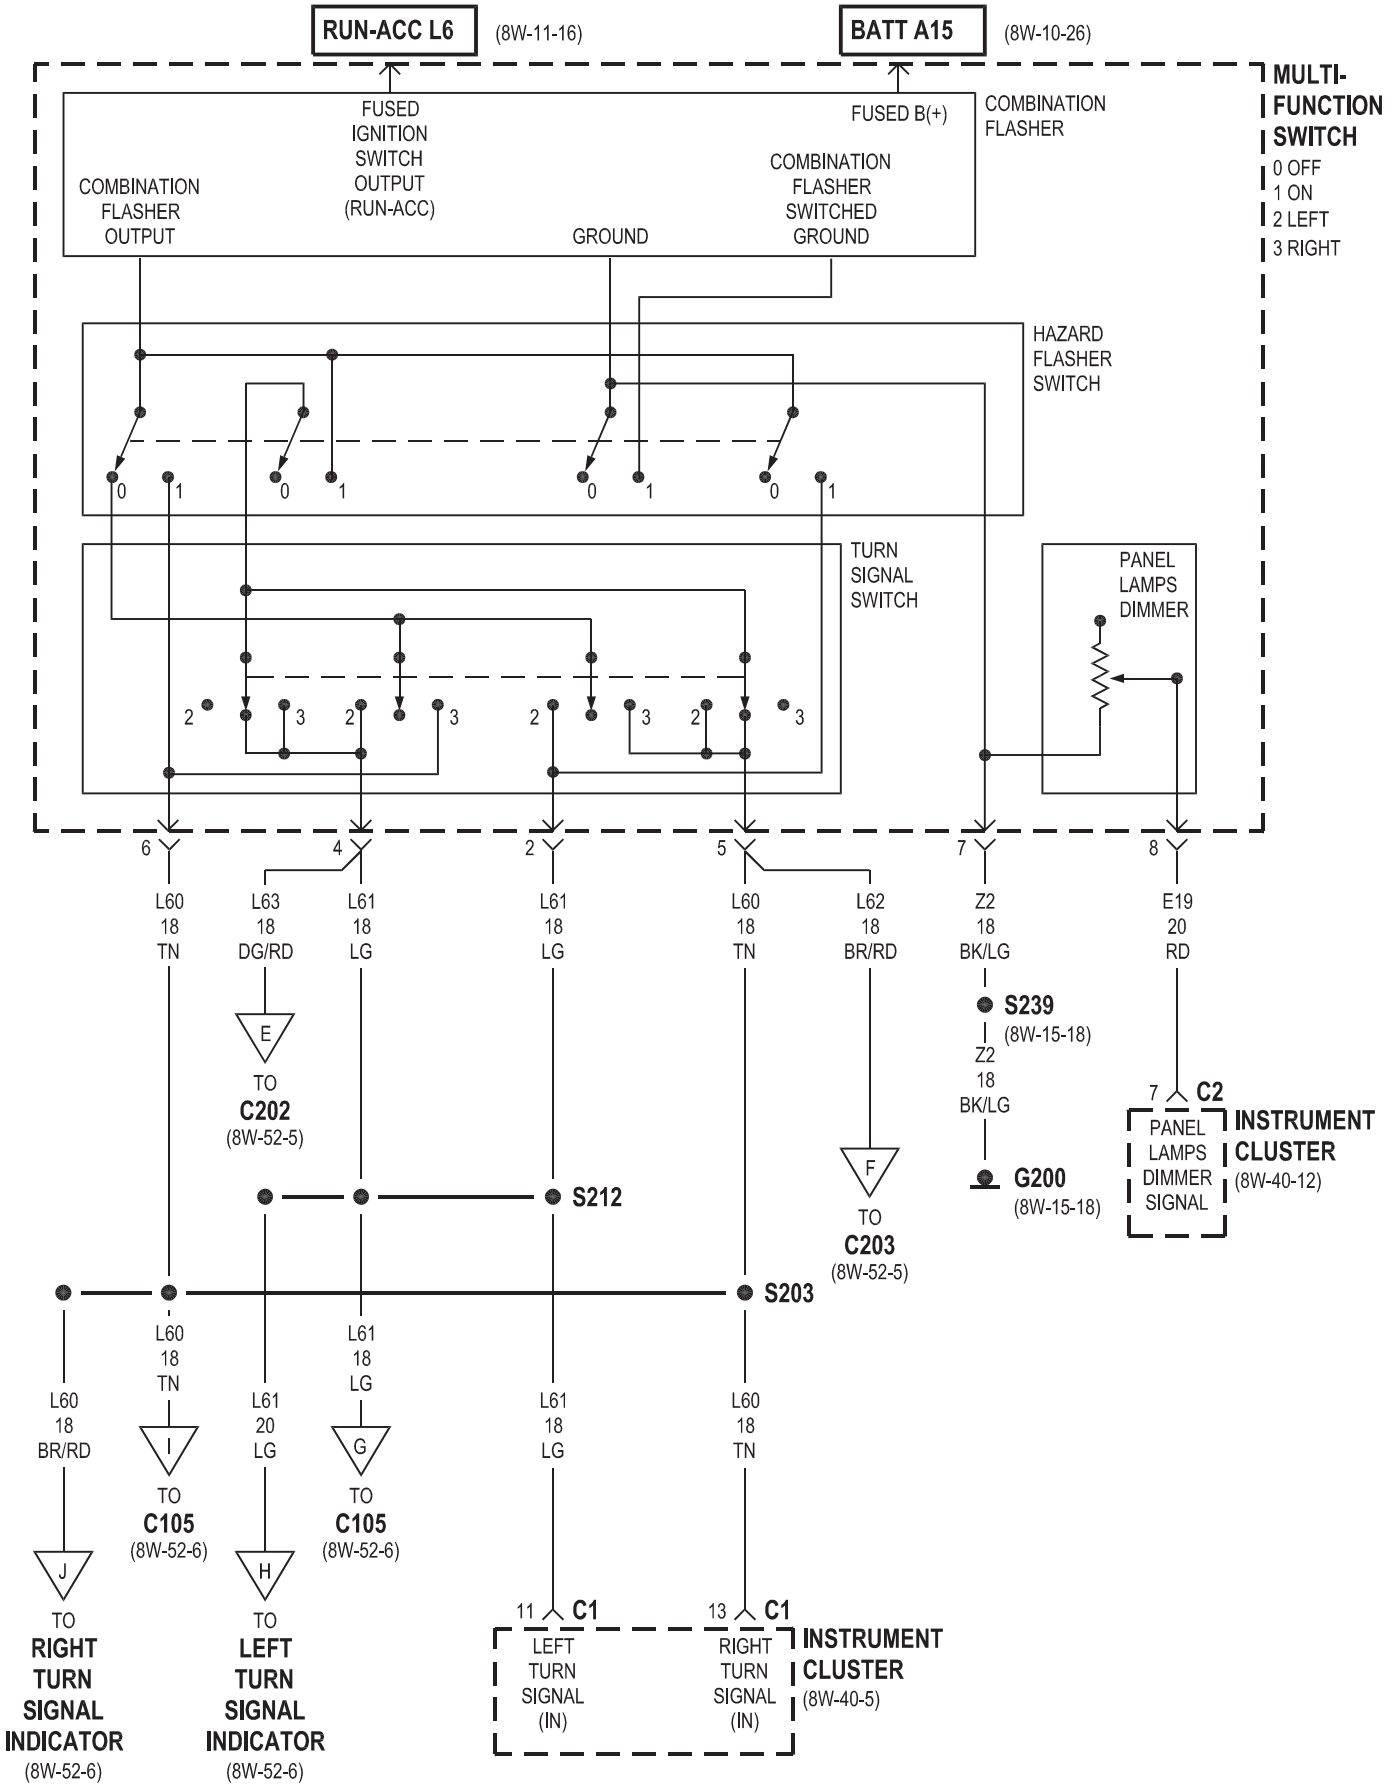 RUN-ACC L6
(8W-11-16)
BATT A15
(8W-10-26)
MULTI-
FUNCTION
SWITCH
0 OFF
1 ON
2 LEFT
3 RIGHT
COMBINATION
FLASHER
FUSED
IGNITION
SWITCH
OUTPUT
(RUN-ACC)
FUSED B(+)
COMBINATION
FLASHER
OUTPUT
GROUND
COMBINATION
FLASHER
SWITCHED
GROUND
HAZARD
FLASHER
SWITCH
0 1 0 1 0 1 0 1
TURN
SIGNAL
SWITCH
PANEL
LAMPS
DIMMER
2 3 2 3 2 3 2 3
6 4 2 5 7 8
L60
18
TN
L63
18
DG/RD
L61
18
LG
L61
18
LG
L60
18
TN
L62
18
BR/RD
Z2
18
BK/LG
E19
20
RD
E
TO
C202
(8W-52-5)
S239
(8W-15-18)
Z2
18
BK/LG
G200
(8W-15-18)
7 C2
PANEL
LAMPS
DIMMER
SIGNAL
INSTRUMENT
CLUSTER
(8W-40-12)
F
TO
C203
(8W-52-5)
S212
S203
L60
18
BR/RD
L60
18
TN
L61
20
LG
L61
18
LG
L61
18
LG
L60
18
TN
I
TO
C105
(8W-52-6)
G
TO
C105
(8W-52-6)
J
TO
RIGHT
TURN
SIGNAL
INDICATOR
(8W-52-6)
H
TO
LEFT
TURN
SIGNAL
INDICATOR
(8W-52-6)
11 C1
LEFT
TURN
SIGNAL
(IN)
13 C1
RIGHT
TURN
SIGNAL
(IN)
INSTRUMENT
CLUSTER
(8W-40-5)